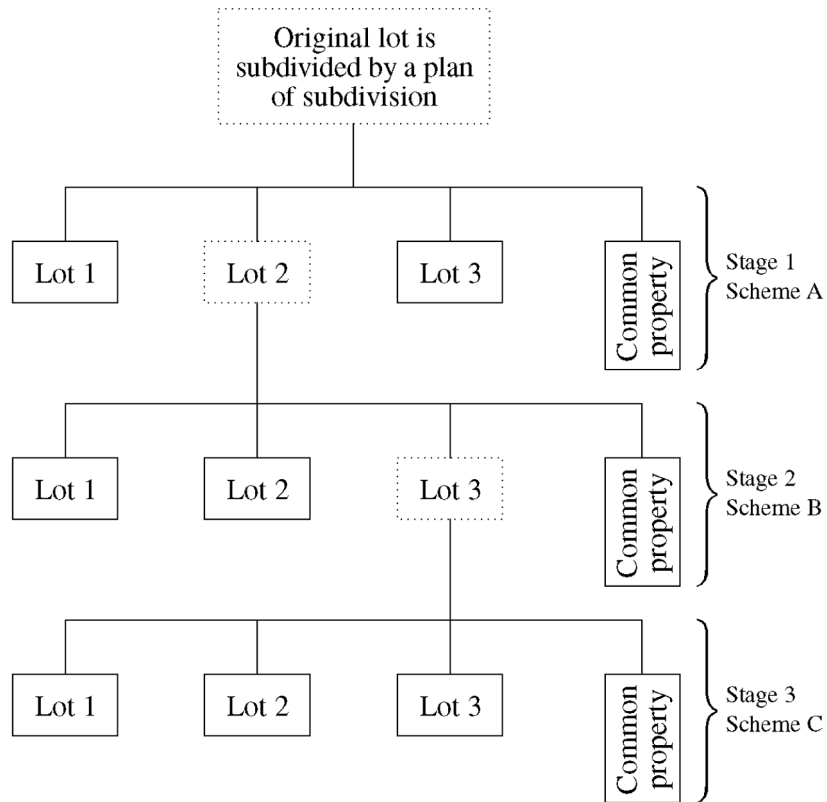 Original lot is
subdivided by a plan
of subdivision
Lot 1
Lot 2
Lot 3
Common
property
Stage 1
Scheme A
Lot 1
Lot 2
Lot 3
Common
property
Stage 2
Scheme B
Lot 1
Lot 2
Lot 3
Common
property
Stage 3
Scheme C